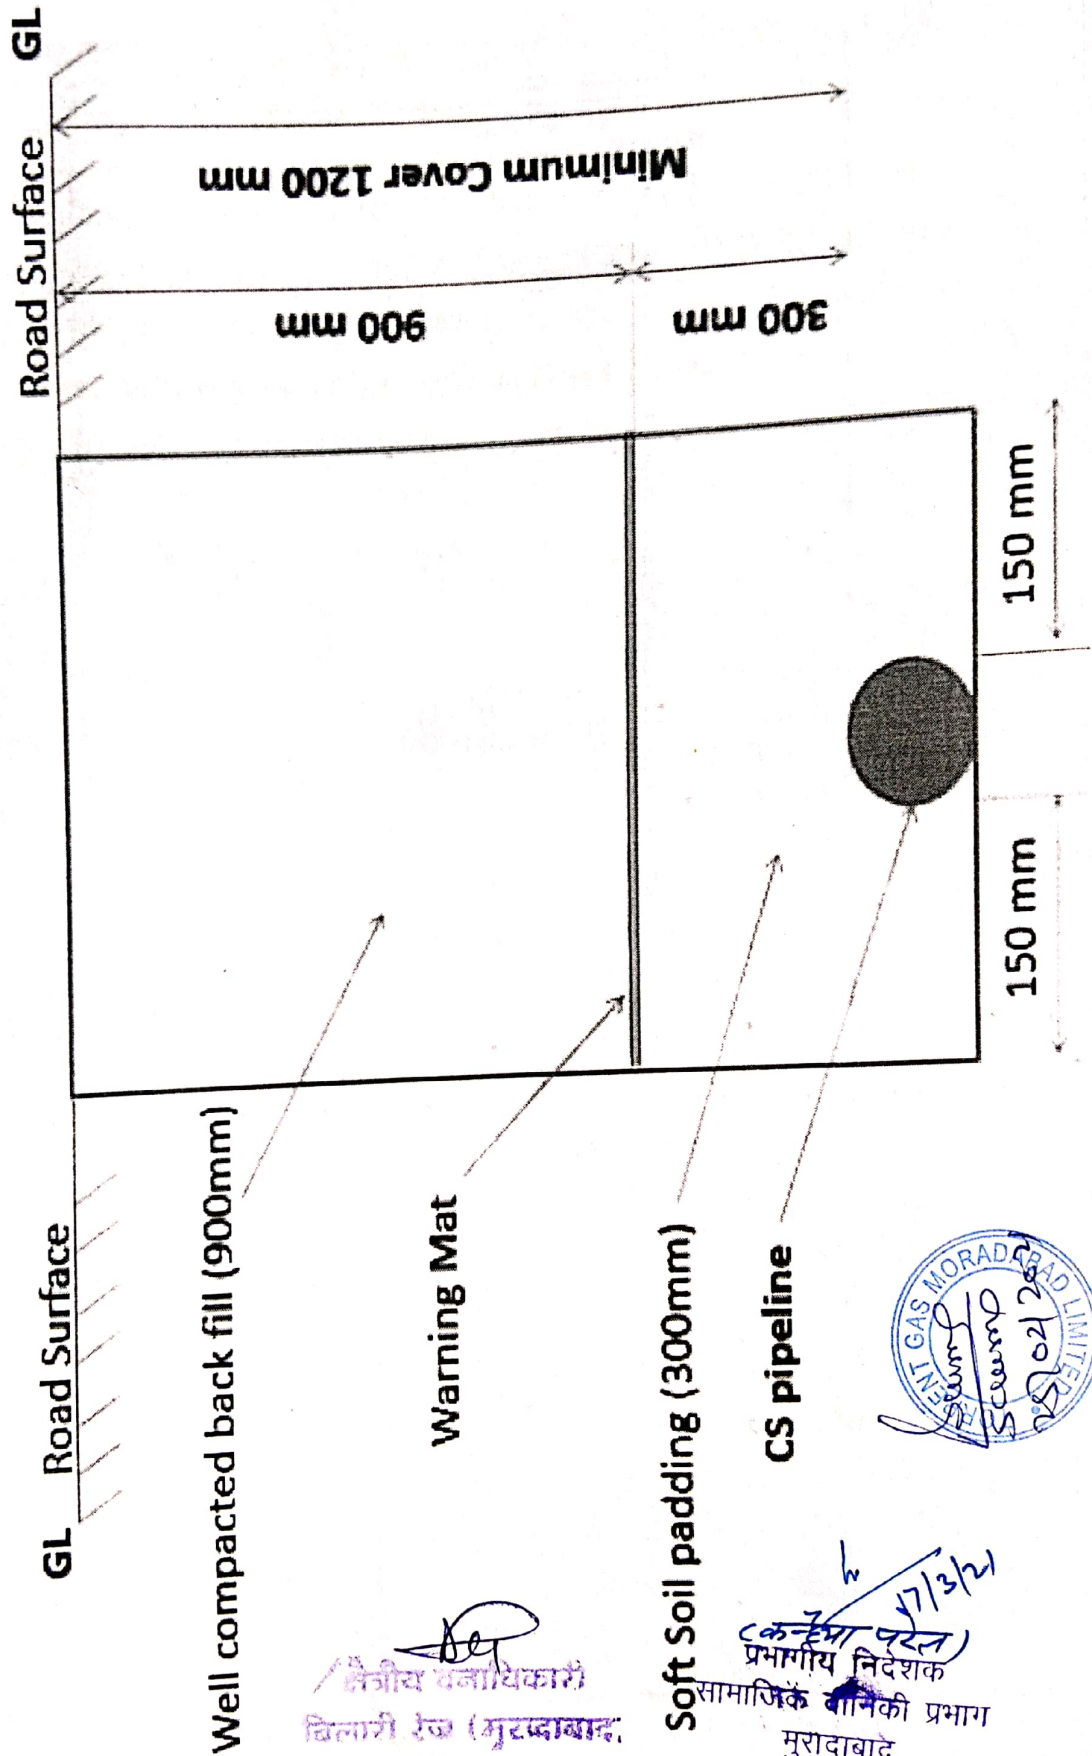 GL Road Surface
Road Surface GL
Well compacted back fill (900mm)
Warning Mat
Soft Soil padding (300mm)
CS pipeline
900 mm
300 mm
Minimum Cover 1200 mm
150 mm
150 mm
GAS MORADABAD LIMITED
क्षेत्रीय वनाधिकारी
बिलारी रेंज (मुरादाबाद)
17/3/21
प्रभागीय निदेशक
सामाजिक वानिकी प्रभाग
मुरादाबाद